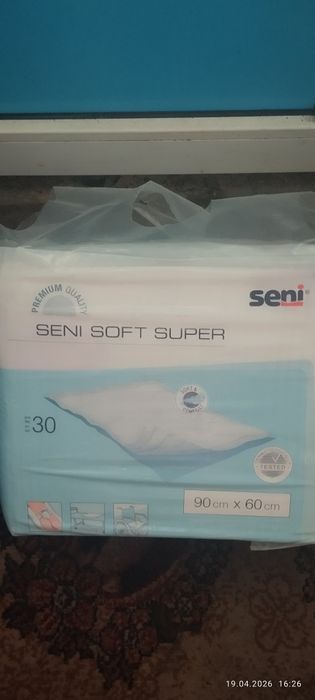 PREMIUM QUALITY
seni®
SENI SOFT SUPER
30
TESTED
90 cm x 60 cm
19.04.2026 16:26